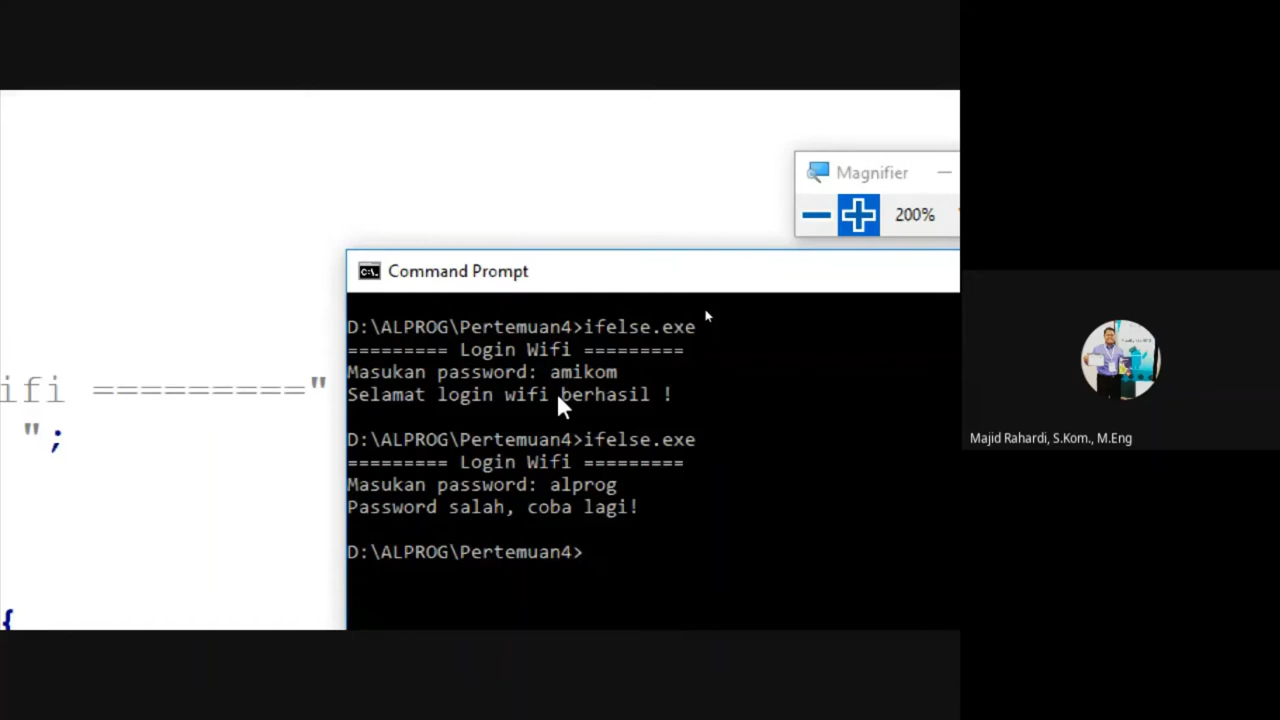 Magnifier
200%
Command Prompt
D:\ALPROG\Pertemuan4>ifelse.exe
========= Login Wifi =========
Masukan password: amikom
Selamat login wifi berhasil !
D:\ALPROG\Pertemuan4>ifelse.exe
========= Login Wifi =========
Masukan password: alprog
Password salah, coba lagi!
D:\ALPROG\Pertemuan4>
ifi ========="
";
{
Majid Rahardi, S.Kom., M.Eng